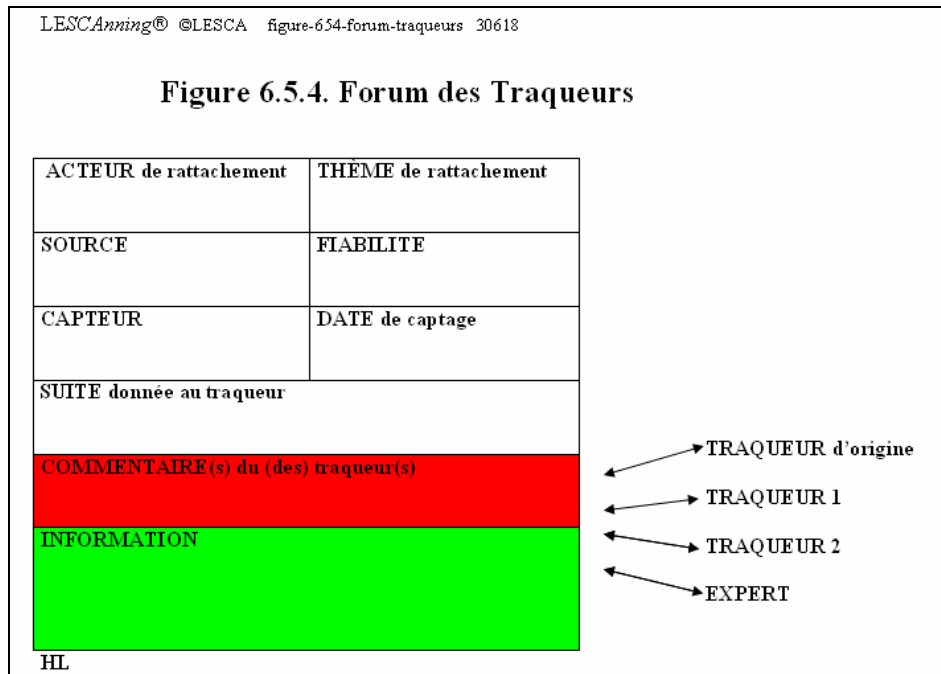 LESCAnning® ©LESCA figure-654-forum-traqueurs 30618
Figure 6.5.4. Forum des Traqueurs
ACTEUR de rattachement THÈME de rattachement
SOURCE FIABILITE
CAPTEUR DATE de captage
SUITE donnée au traqueur
COMMENTAIRE(s) du (des) traqueur(s)
INFORMATION
TRAQUEUR d'origine
TRAQUEUR 1
TRAQUEUR 2
EXPERT
HL